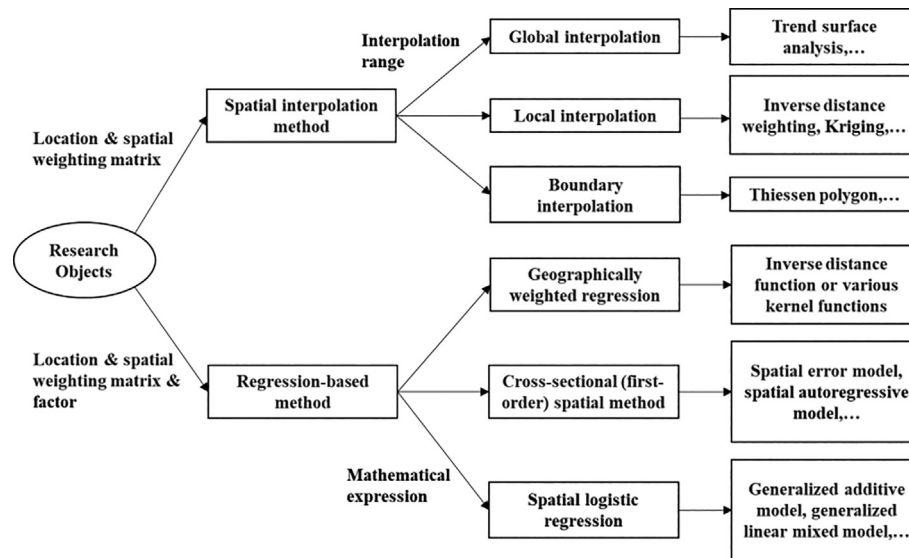 Interpolation
range
Global interpolation
Trend surface
analysis,...
Spatial interpolation
method
Local interpolation
Inverse distance
weighting, Kriging,...
Location & spatial
weighting matrix
Boundary
interpolation
Thiessen polygon,...
Research
Objects
Geographically
weighted regression
Inverse distance
function or various
kernel functions
Location & spatial
weighting matrix &
factor
Regression-based
method
Cross-sectional (first-
order) spatial method
Spatial error model,
spatial autoregressive
model,...
Mathematical
expression
Spatial logistic
regression
Generalized additive
model, generalized
linear mixed model,...